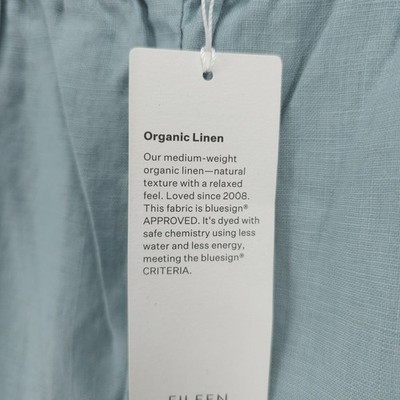 Organic Linen
Our medium-weight
organic linen—natural
texture with a relaxed
feel. Loved since 2008.
This fabric is bluesign®
APPROVED. It's dyed with
safe chemistry using less
water and less energy,
meeting the bluesign®
CRITERIA.
EILEEN